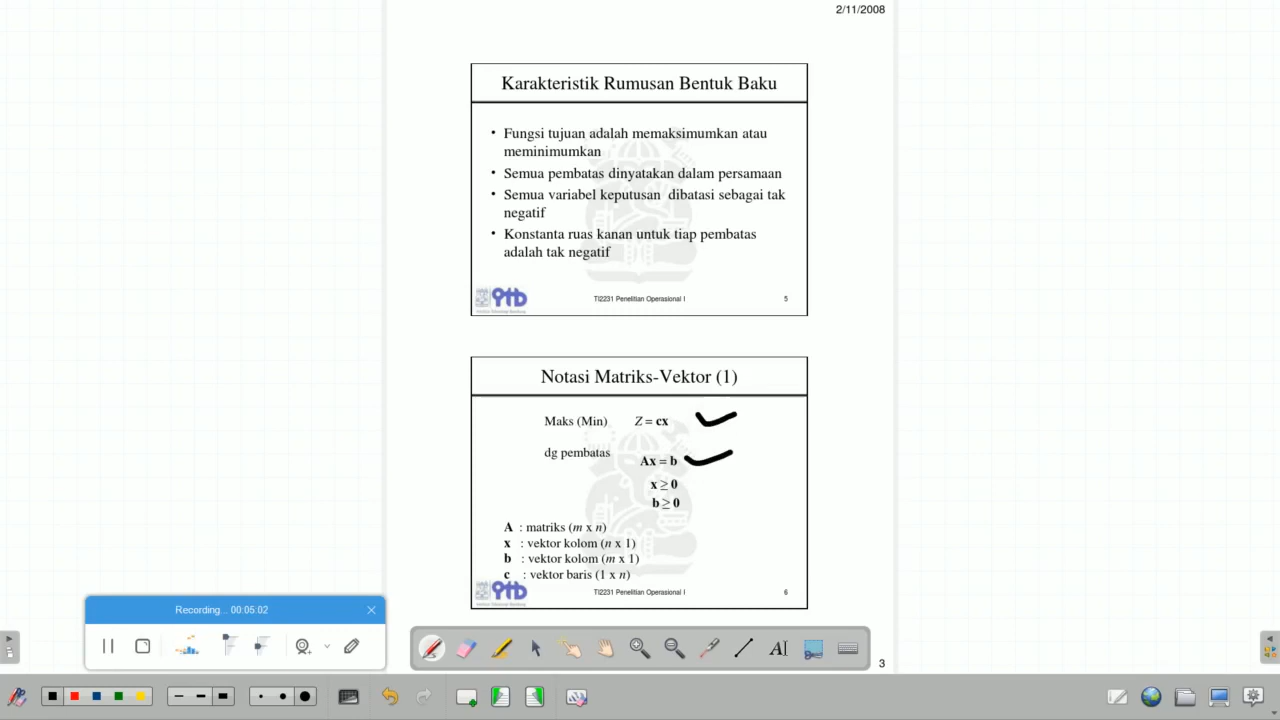 2/11/2008
Karakteristik Rumusan Bentuk Baku
• Fungsi tujuan adalah memaksimumkan atau
meminimumkan
• Semua pembatas dinyatakan dalam persamaan
• Semua variabel keputusan dibatasi sebagai tak
negatif
• Konstanta ruas kanan untuk tiap pembatas
adalah tak negatif
TI2231 Penelitian Operasional I
5
Notasi Matriks-Vektor (1)
Maks (Min) Z = cx
dg pembatas
Ax = b
x ≥ 0
b ≥ 0
A : matriks (m x n)
x : vektor kolom (n x 1)
b : vektor kolom (m x 1)
c : vektor baris (1 x n)
TI2231 Penelitian Operasional I
6
Recording... 00:05:02
3